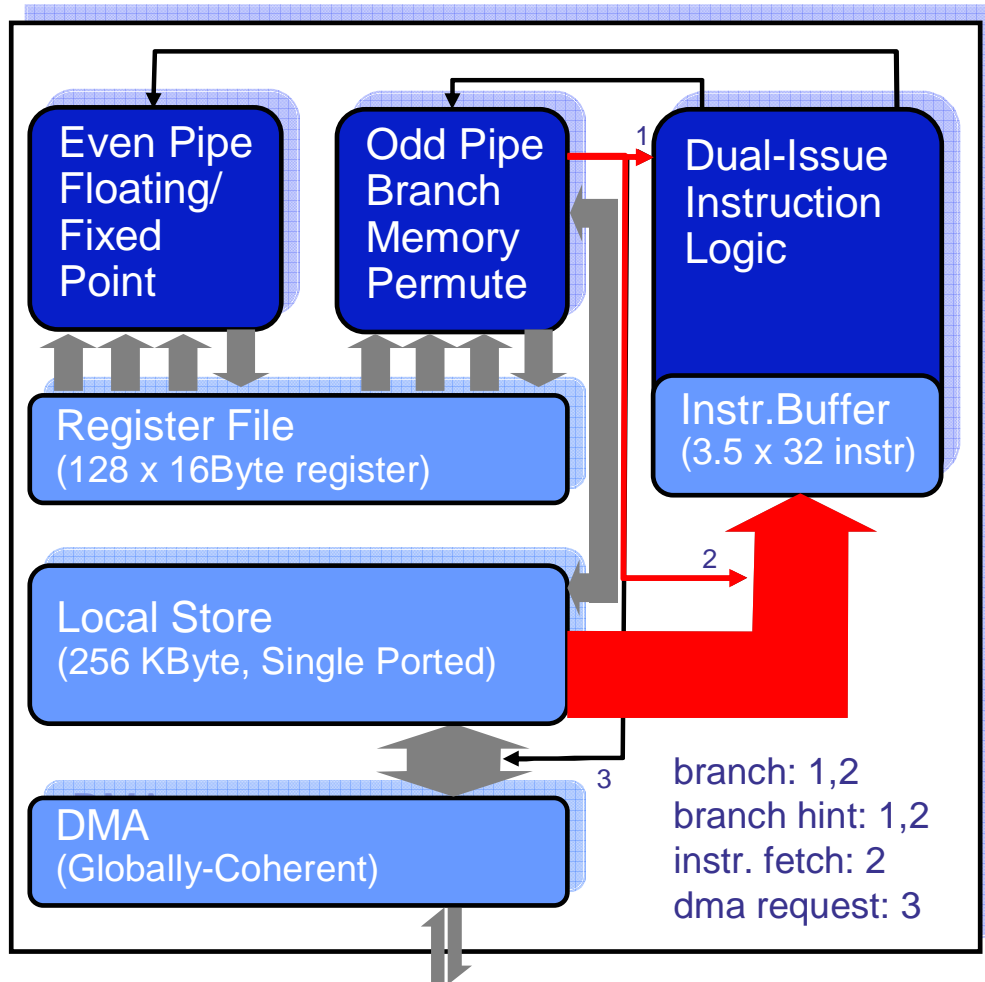 Even Pipe
Floating/
Fixed
Point
Odd Pipe
Branch
Memory
Permute
1
Dual-Issue
Instruction
Logic
Instr.Buffer
(3.5 x 32 instr)
Register File
(128 x 16Byte register)
2
Local Store
(256 KByte, Single Ported)
3
DMA
(Globally-Coherent)
branch: 1,2
branch hint: 1,2
instr. fetch: 2
dma request: 3